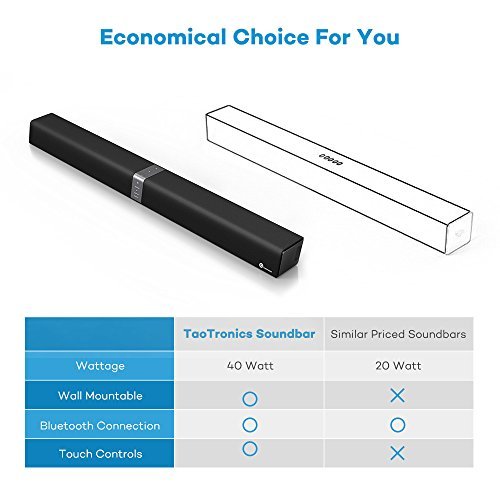 Economical Choice For You
TaoTronics Soundbar Similar Priced Soundbars
Wattage 40 Watt 20 Watt
Wall Mountable
Bluetooth Connection
Touch Controls